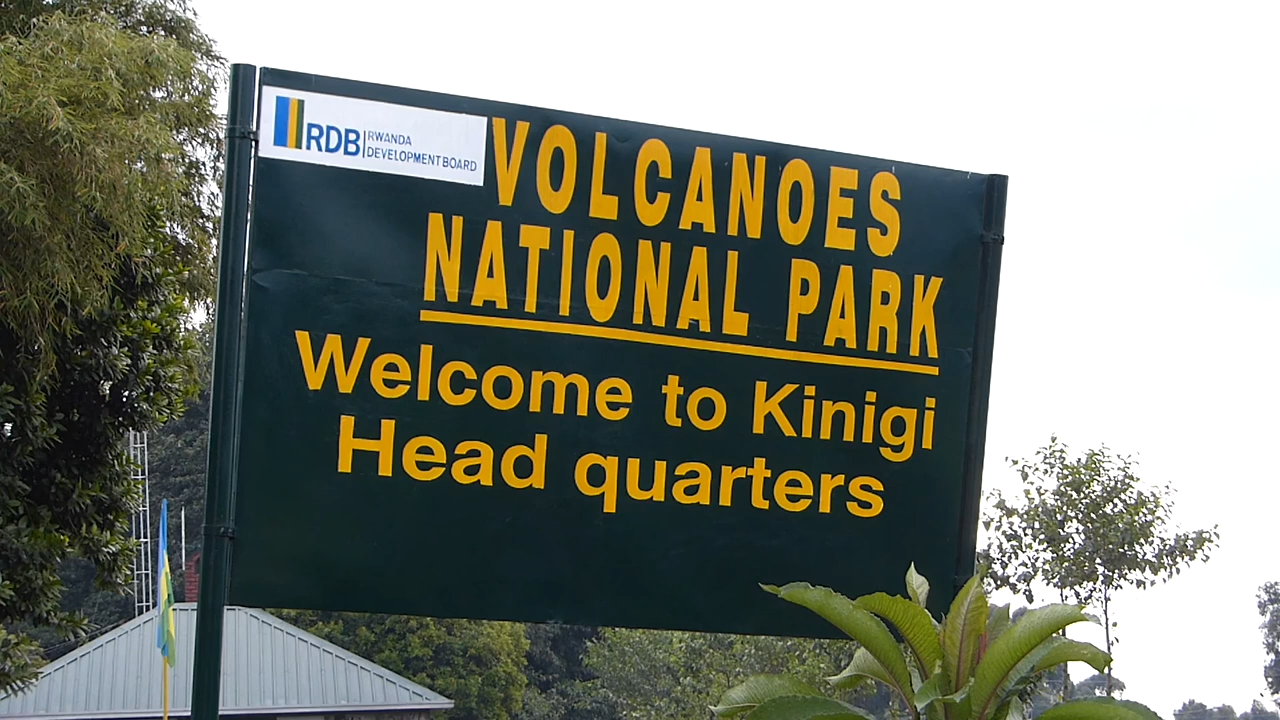 RDB
RWANDA
DEVELOPMENT BOARD
VOLCANOES
NATIONAL PARK
Welcome to Kinigi
Head quarters